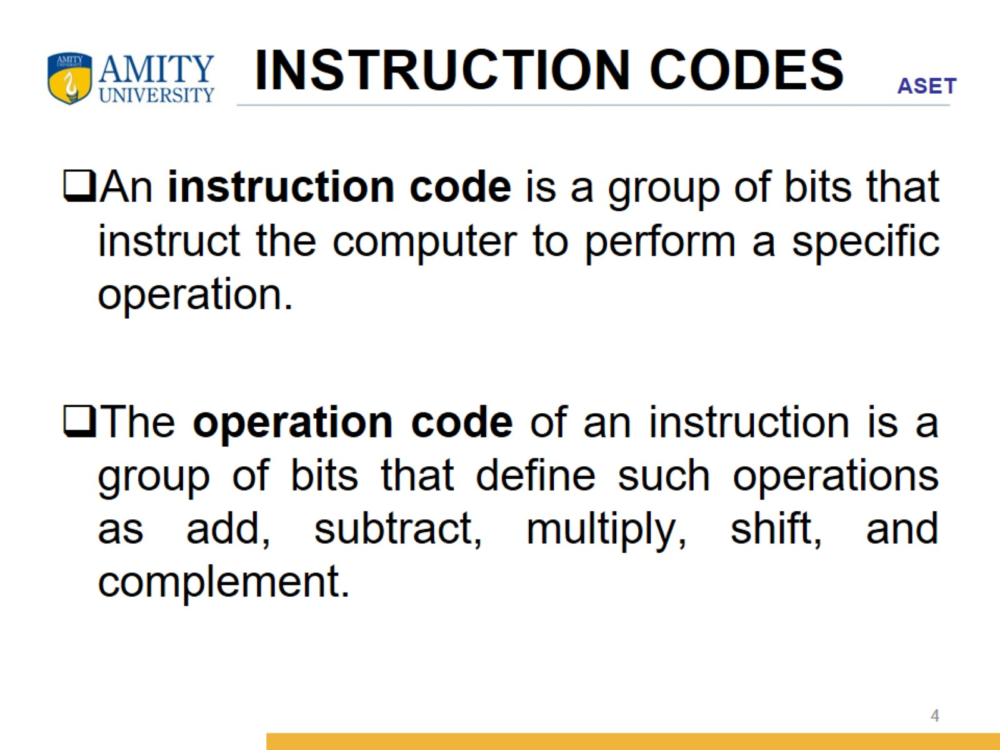 AMITY
UNIVERSITY
AMITY
UNIVERSITY
INSTRUCTION CODES
ASET
❑An instruction code is a group of bits that
instruct the computer to perform a specific
operation.
❑The operation code of an instruction is a
group of bits that define such operations
as add, subtract, multiply, shift, and
complement.
4